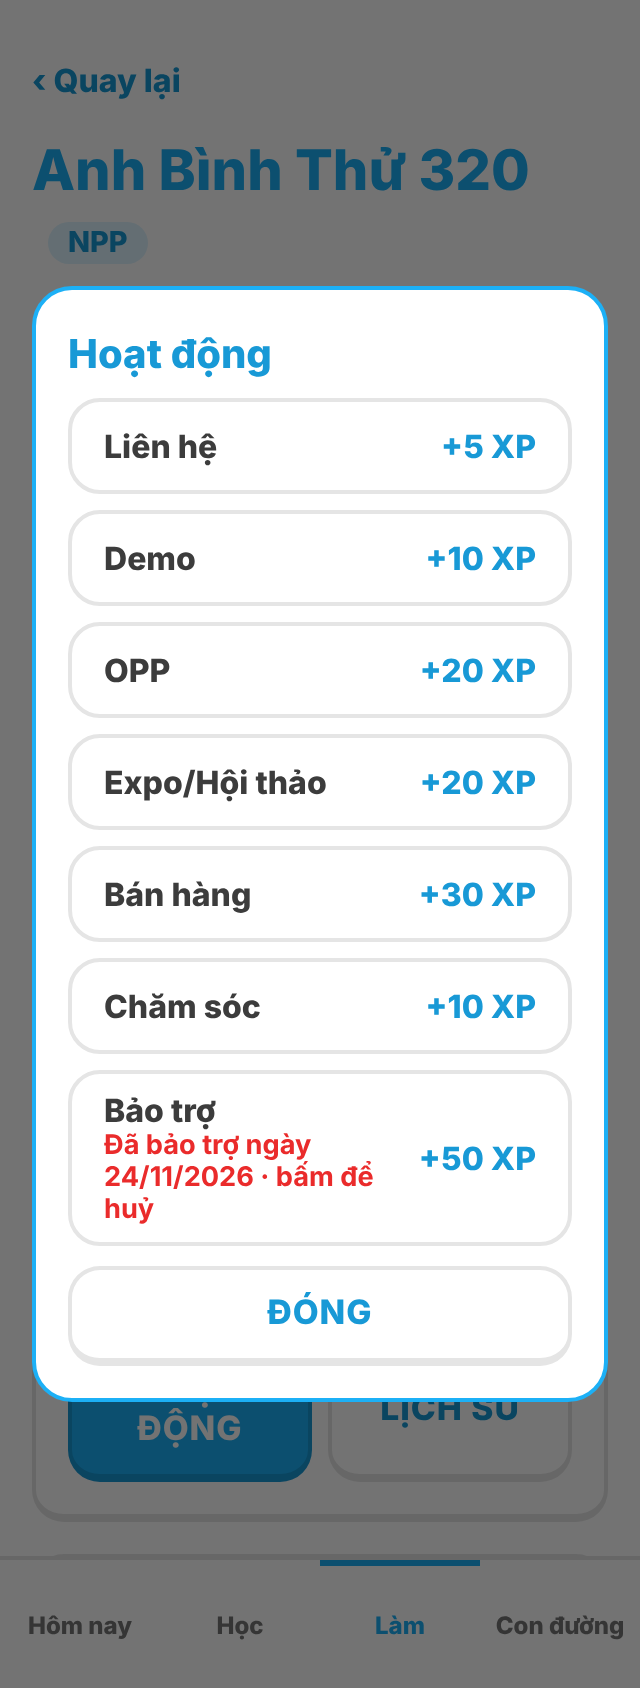 ‹ Quay lại
Anh Bình Thử 320
NPP
Hoạt động
Liên hệ +5 XP
Demo +10 XP
OPP +20 XP
Expo/Hội thảo +20 XP
Bán hàng +30 XP
Chăm sóc +10 XP
Bảo trợ
Đã bảo trợ ngày
24/11/2026 · bấm để +50 XP
huỷ
ĐÓNG
ĐỘNG LỊCH SỬ
Hôm nay Học Làm Con đường